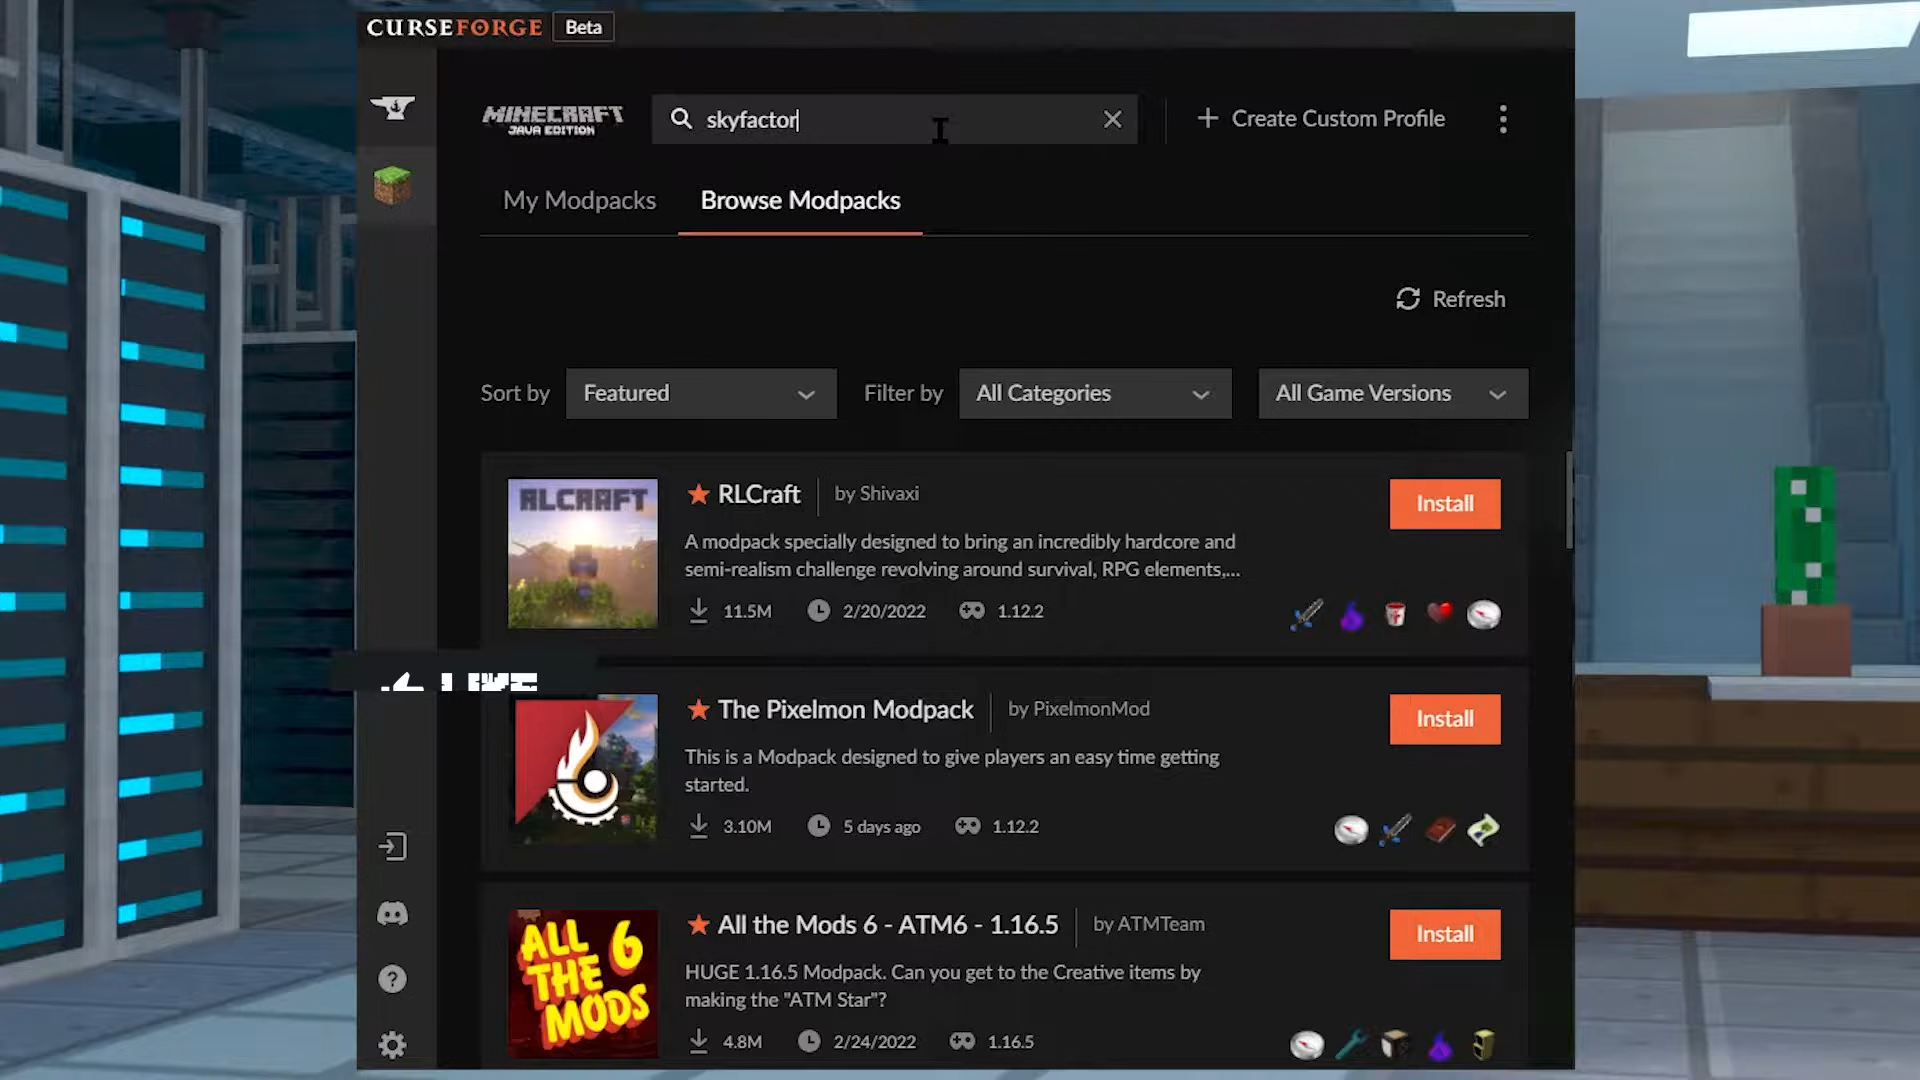 CURSEFORGE Beta
MINECRAFT
JAVA EDITION
skyfactor
Create Custom Profile
My Modpacks
Browse Modpacks
Refresh
Sort by
Featured
Filter by
All Categories
All Game Versions
RLCRAFT
RLCraft
by Shivaxi
Install
A modpack specially designed to bring an incredibly hardcore and
semi-realism challenge revolving around survival, RPG elements,...
11.5M
2/20/2022
1.12.2
The Pixelmon Modpack
by PixelmonMod
Install
This is a Modpack designed to give players an easy time getting
started.
3.10M
5 days ago
1.12.2
ALL
THE 6
MODS
All the Mods 6 - ATM6 - 1.16.5
by ATMTeam
Install
HUGE 1.16.5 Modpack. Can you get to the Creative items by
making the "ATM Star"?
4.8M
2/24/2022
1.16.5